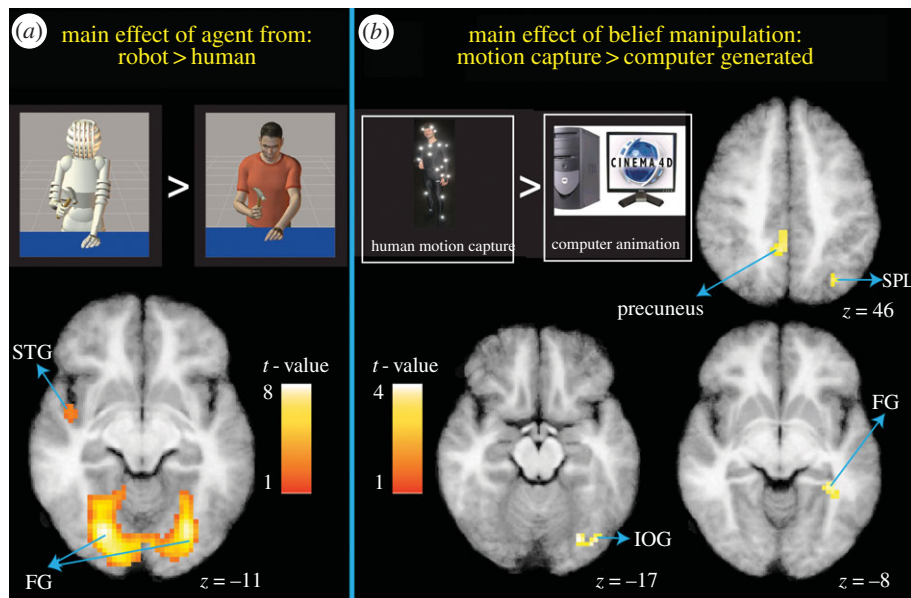 (a) main effect of agent from:
robot > human
>
STG
t - value
8
1
FG
z = –11
(b) main effect of belief manipulation:
motion capture > computer generated
human motion capture
>
CINEMA 4D
computer animation
precuneus
SPL
z = 46
t - value
4
1
IOG
z = –17
FG
z = –8